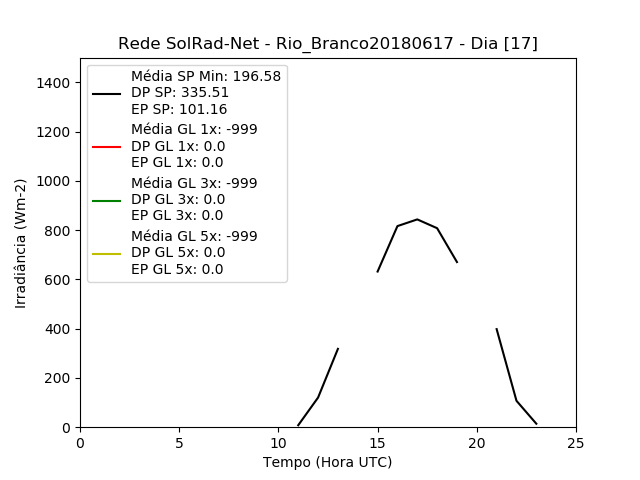 Rede SolRad-Net - Rio_Branco20180617 - Dia [17]
Média SP Min: 196.58
DP SP: 335.51
EP SP: 101.16
Média GL 1x: -999
DP GL 1x: 0.0
EP GL 1x: 0.0
Média GL 3x: -999
DP GL 3x: 0.0
EP GL 3x: 0.0
Média GL 5x: -999
DP GL 5x: 0.0
EP GL 5x: 0.0
Irradiância (Wm-2)
1400
1200
1000
800
600
400
200
0
0 5 10 15 20 25
Tempo (Hora UTC)